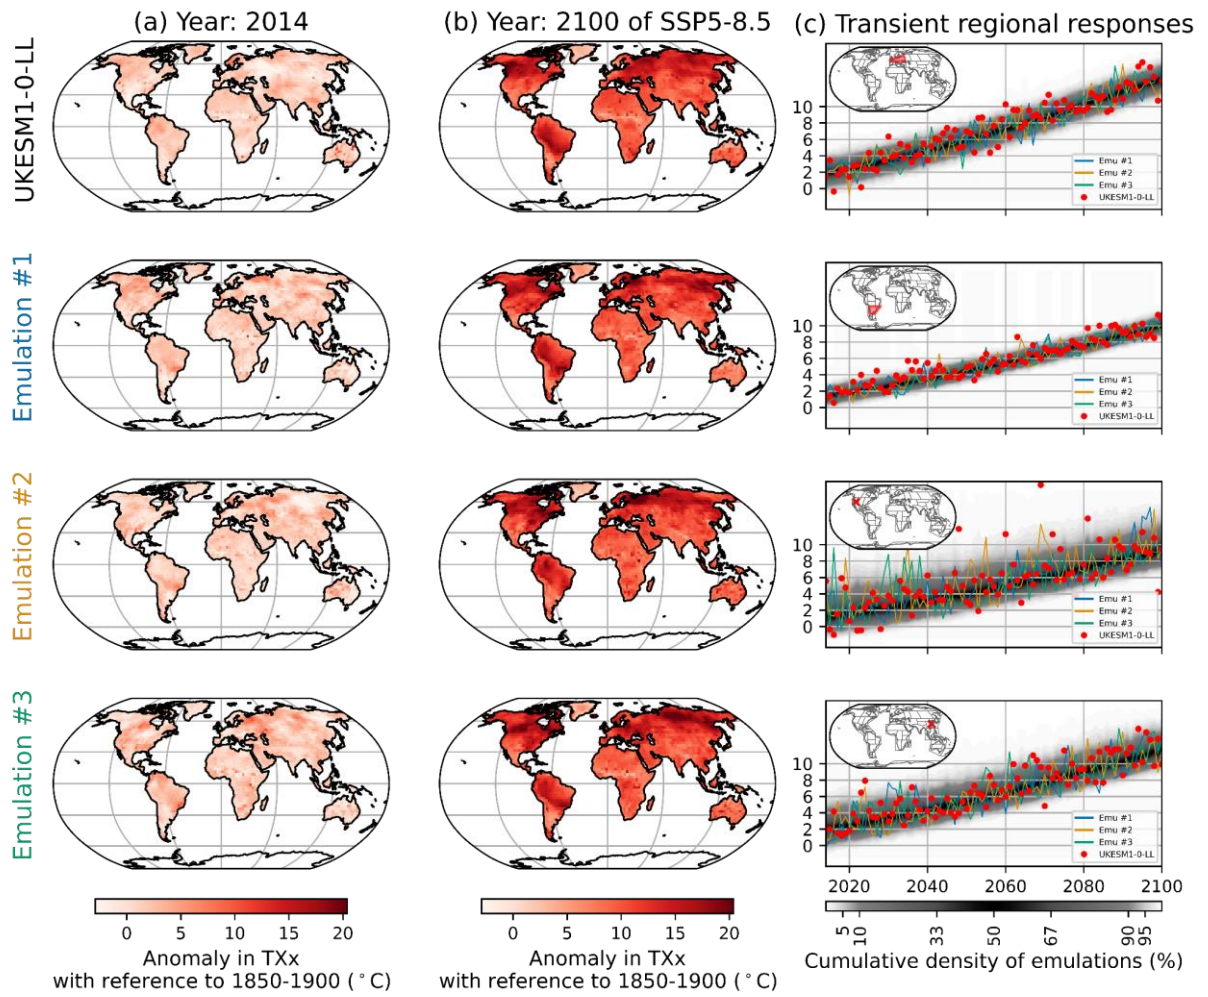 (a) Year: 2014
(b) Year: 2100 of SSP5-8.5
(c) Transient regional responses
UKESM1-0-LL
10
8
6
4
2
0
Emu #1
Emu #2
Emu #3
UKESM1-0-LL
Emulation #1
10
8
6
4
2
0
Emu #1
Emu #2
Emu #3
UKESM1-0-LL
Emulation #2
10
8
6
4
2
0
Emu #1
Emu #2
Emu #3
UKESM1-0-LL
Emulation #3
10
8
6
4
2
0
Emu #1
Emu #2
Emu #3
UKESM1-0-LL
2020 2040 2060 2080 2100
0 5 10 15 20
Anomaly in TXx
with reference to 1850-1900 (°C)
0 5 10 15 20
Anomaly in TXx
with reference to 1850-1900 (°C)
5 10 33 50 67 90 95
Cumulative density of emulations (%)